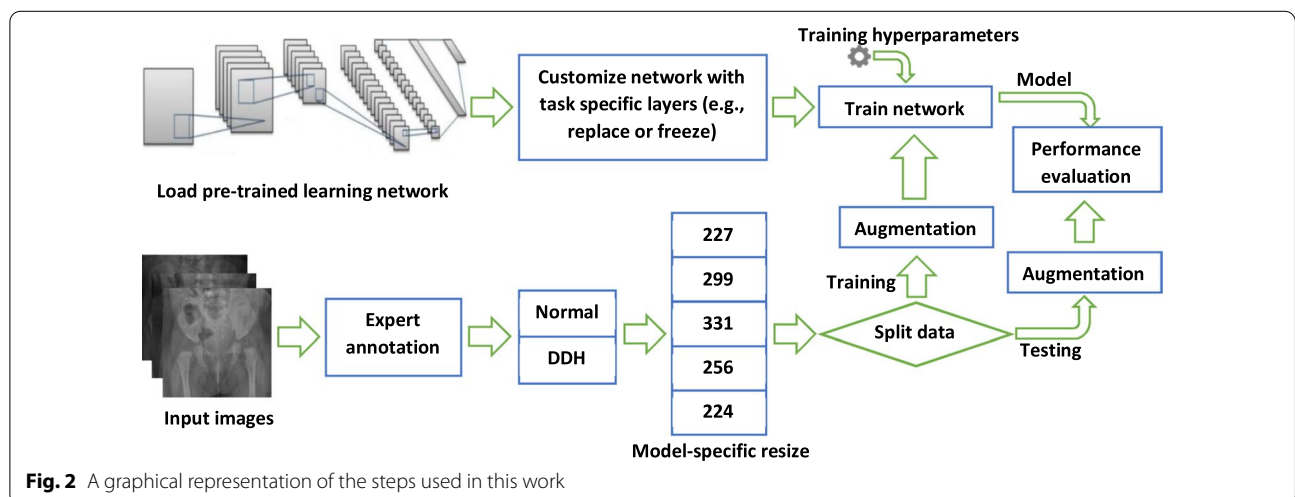 Load pre-trained learning network
Customize network with
task specific layers (e.g.,
replace or freeze)
Training hyperparameters
Train network
Model
Performance
evaluation
Augmentation
Augmentation
Training
Split data
Testing
Input images
Expert
annotation
Normal
DDH
227
299
331
256
224
Model-specific resize
Fig. 2 A graphical representation of the steps used in this work